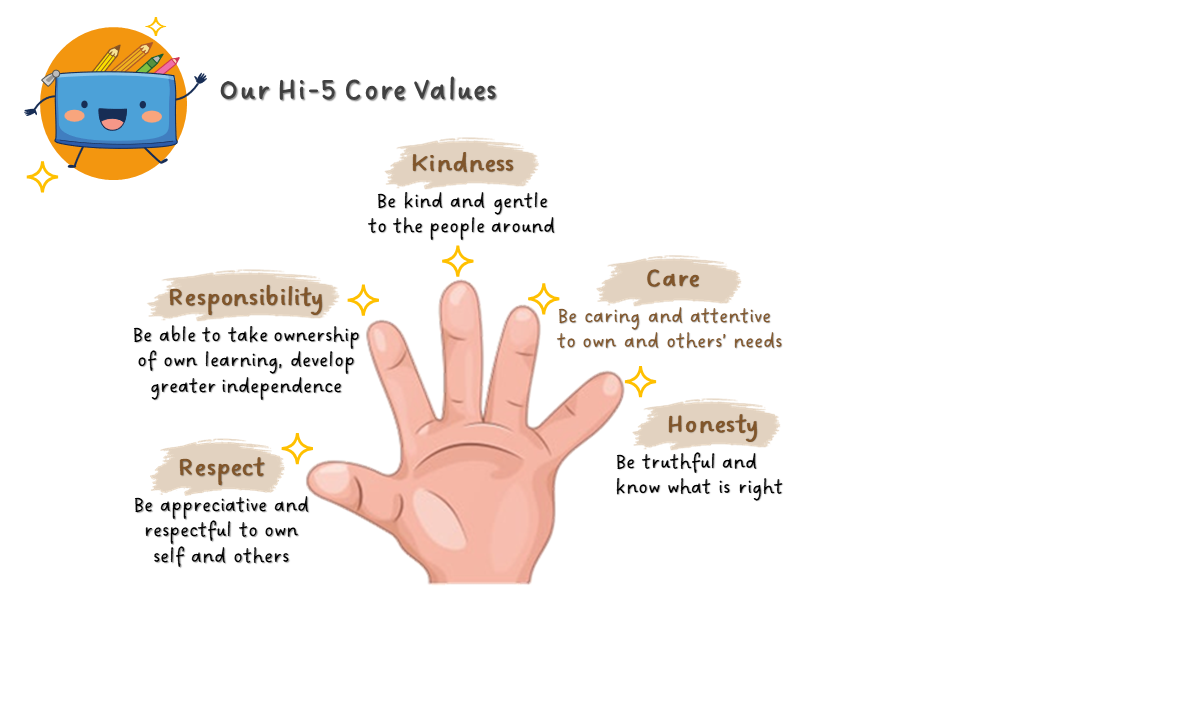 Our Hi-5 Core Values
Kindness
Be kind and gentle
to the people around
Care
Be caring and attentive
to own and others' needs
Responsibility
Be able to take ownership
of own learning, develop
greater independence
Honesty
Be truthful and
know what is right
Respect
Be appreciative and
respectful to own
self and others